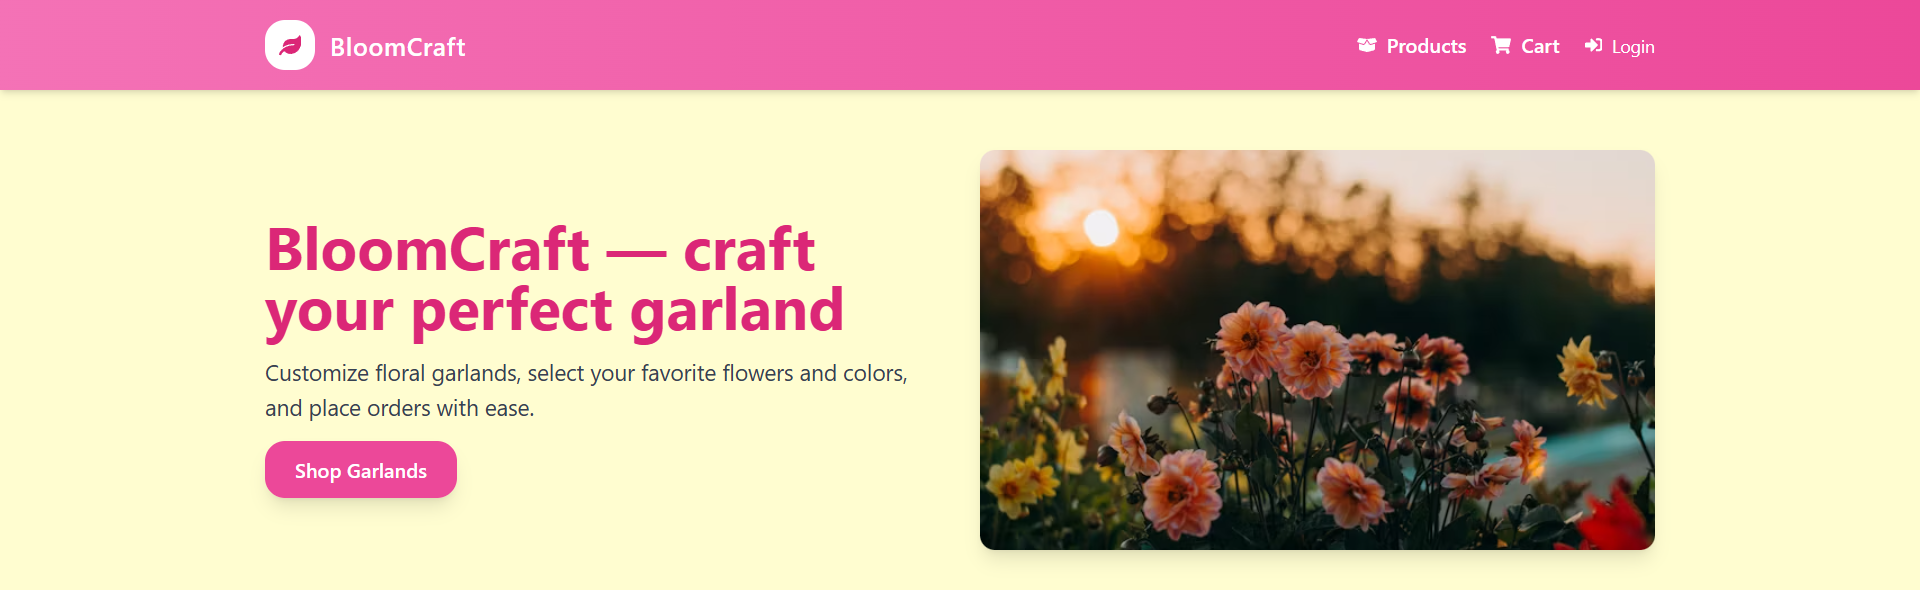 BloomCraft
Products
Cart
Login
BloomCraft — craft
your perfect garland
Customize floral garlands, select your favorite flowers and colors,
and place orders with ease.
Shop Garlands